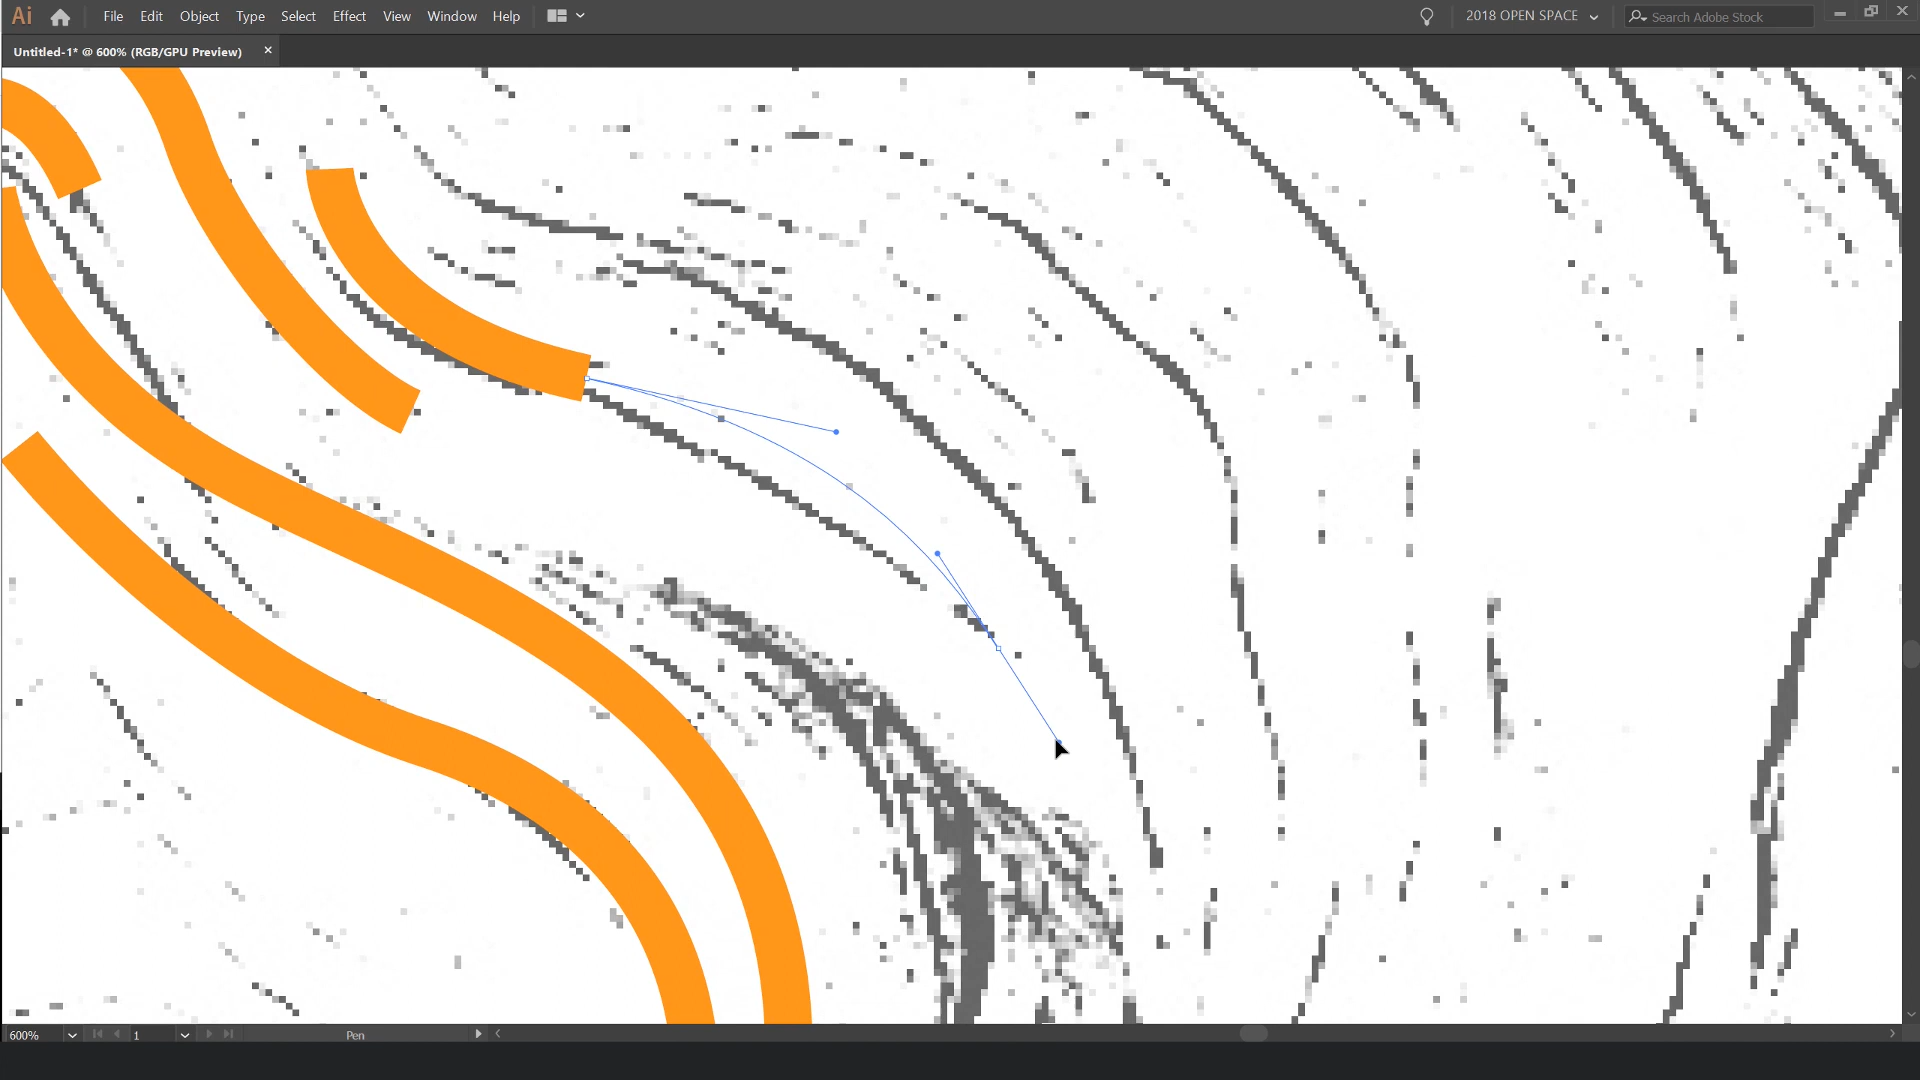 Ai File Edit Object Type Select Effect View Window Help 2018 OPEN SPACE Search Adobe Stock
Untitled-1* @ 600% (RGB/GPU Preview)
600% 1 Pen